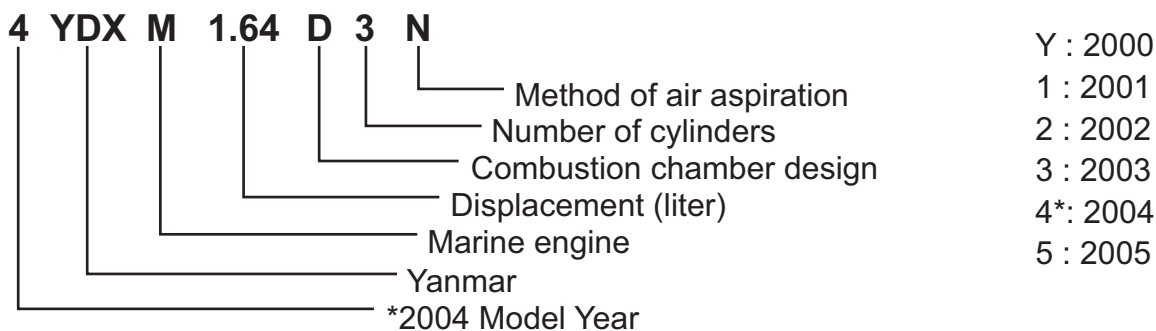 4 YDX M 1.64 D 3 N
Method of air aspiration
Number of cylinders
Combustion chamber design
Displacement (liter)
Marine engine
Yanmar
*2004 Model Year
Y : 2000
1 : 2001
2 : 2002
3 : 2003
4*: 2004
5 : 2005